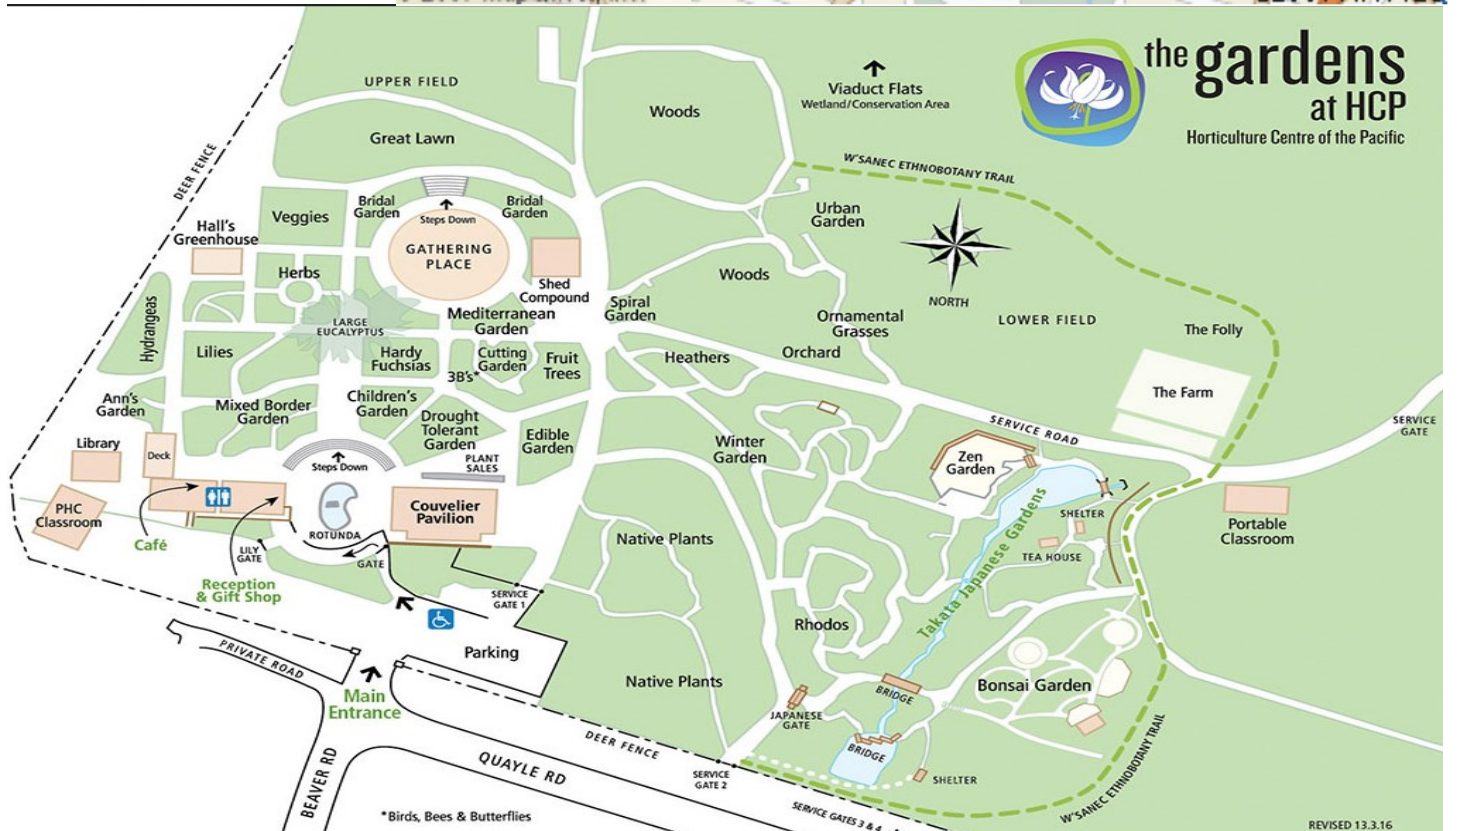 the gardens
at HCP
Horticulture Centre of the Pacific
UPPER FIELD
Great Lawn
Woods
Viaduct Flats
Wetland/Conservation Area
W'SANEC ETHNOBOTANY TRAIL
DEER FENCE
Veggies
Bridal
Garden
Steps Down
Bridal
Garden
GATHERING
PLACE
Hall's
Greenhouse
Herbs
Shed
Compound
Urban
Garden
Woods
NORTH
LOWER FIELD
The Folly
Hydrangeas
LARGE
EUCALYPTUS
Mediterranean
Garden
Spiral
Garden
Ornamental
Grasses
Lilies
Hardy
Fuchsias
Cutting
Garden
3B's*
Fruit
Trees
Heathers
Orchard
The Farm
Ann's
Garden
Mixed Border
Garden
Children's
Garden
Drought
Tolerant
Garden
Edible
Garden
Winter
Garden
SERVICE ROAD
SERVICE
GATE
Library
Deck
Steps Down
PLANT
SALES
Zen
Garden
PHC
Classroom
Café
Reception
& Gift Shop
ROTUNDA
Couvelier
Pavilion
LILY
GATE
GATE
SERVICE
GATE 1
Native Plants
SHELTER
TEA HOUSE
Takata Japanese Gardens
Portable
Classroom
Rhodos
Parking
PRIVATE ROAD
Main
Entrance
Native Plants
BRIDGE
Bonsai Garden
JAPANESE
GATE
BRIDGE
SHELTER
DEER FENCE
SERVICE
GATE 2
QUAYLE RD
BEAVER RD
SERVICE GATES 3 & 4
W'SANEC ETHNOBOTANY TRAIL
*Birds, Bees & Butterflies
REVISED 13.3.16